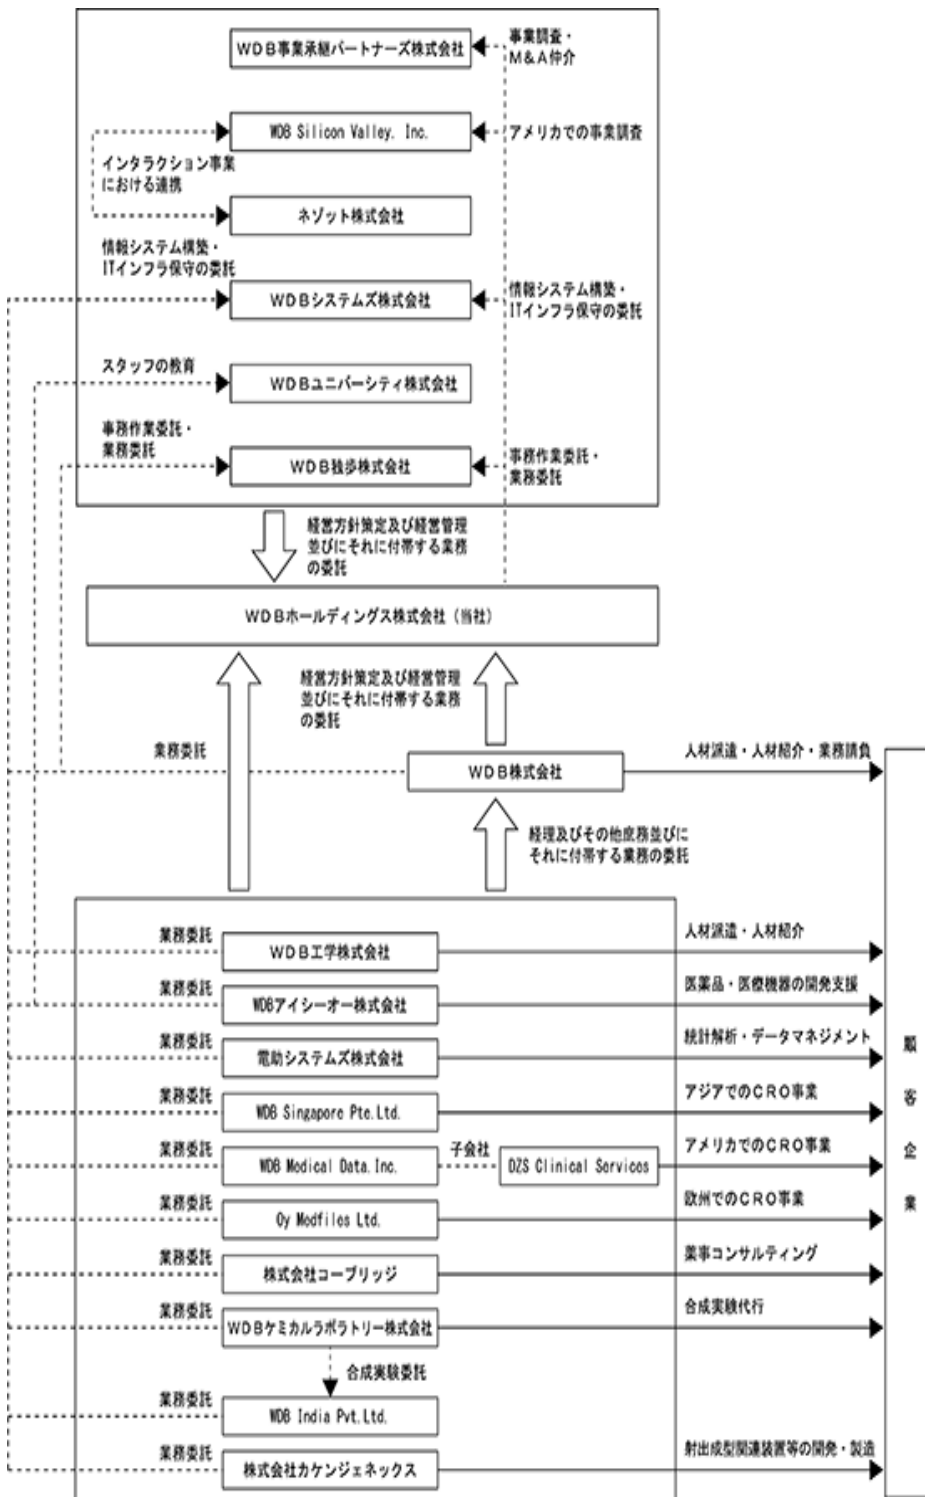 WDB事業承継パートナーズ株式会社
事業調査・
M&A仲介
WDB Silicon Valley. Inc.
アメリカでの事業調査
インタラクション事業
における連携
ネゾット株式会社
情報システム構築・
ITインフラ保守の委託
WDBシステムズ株式会社
情報システム構築・
ITインフラ保守の委託
スタッフの教育
WDBユニバーシティ株式会社
事務作業委託・
業務委託
WDB独歩株式会社
事務作業委託・
業務委託
経営方針策定及び経営管理
並びにそれに付帯する業務
の委託
WDBホールディングス株式会社（当社）
経営方針策定及び経営管理
並びにそれに付帯する業務
の委託
業務委託
WDB株式会社
人材派遣・人材紹介・業務請負
経理及びその他庶務並びに
それに付帯する業務の委託
業務委託
WDB工学株式会社
人材派遣・人材紹介
業務委託
WDBアイシーオー株式会社
医薬品・医療機器の開発支援
業務委託
電助システムズ株式会社
統計解析・データマネジメント
業務委託
WDB Singapore Pte.Ltd.
アジアでのCRO事業
業務委託
WDB Medical Data.Inc.
子会社
DZS Clinical Services
アメリカでのCRO事業
業務委託
Oy Medfiles Ltd.
欧州でのCRO事業
業務委託
株式会社コーブリッジ
薬事コンサルティング
業務委託
WDBケミカルラボラトリー株式会社
合成実験代行
合成実験委託
業務委託
WDB India Pvt.Ltd.
業務委託
株式会社カケンジェネックス
射出成型関連装置等の開発・製造
顧客企業